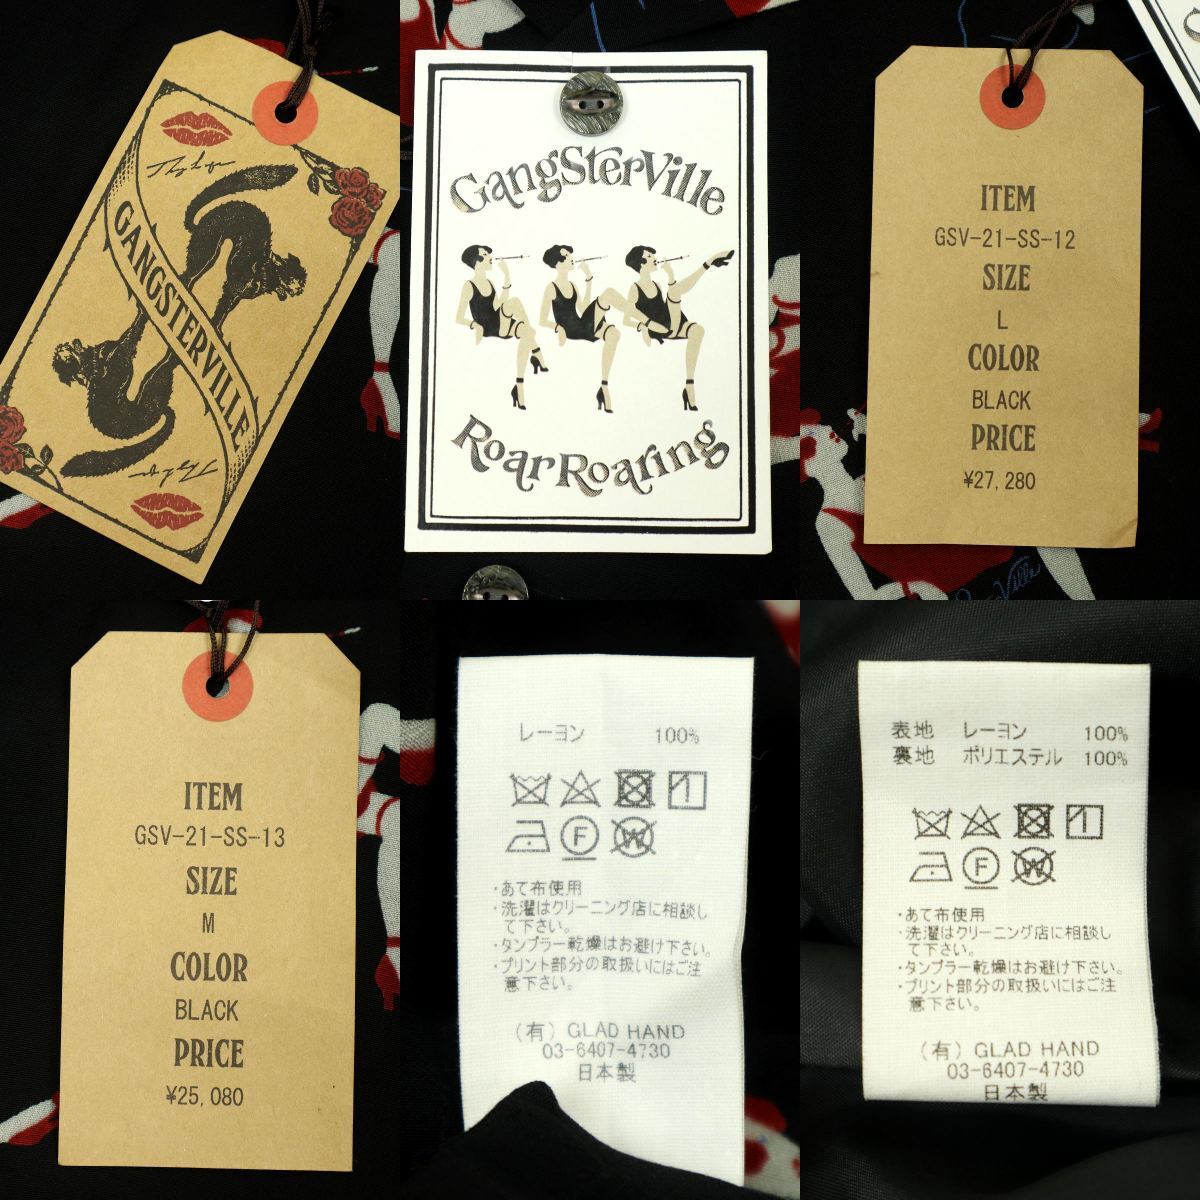 GANGSTERVILLE
GangSterVille
Roar Roaring
ITEM
GSV-21-SS-12
SIZE
L
COLOR
BLACK
PRICE
¥27,280
Ville
ITEM
GSV-21-SS-13
SIZE
M
COLOR
BLACK
PRICE
¥25,080
レーヨン 100%
1
F
W
・あて布使用
・洗濯はクリーニング店に相談し
て下さい。
・タンブラー乾燥はお避け下さい。
・プリント部分の取扱いにはご注
意下さい。
(有) GLAD HAND
03-6407-4730
日本製
表地 レーヨン 100%
裏地 ポリエステル 100%
1
F
W
・あて布使用
・洗濯はクリーニング店に相談し
て下さい。
・タンブラー乾燥はお避け下さい。
・プリント部分の取扱いにはご注
意下さい。
(有) GLAD HAND
03-6407-4730
日本製